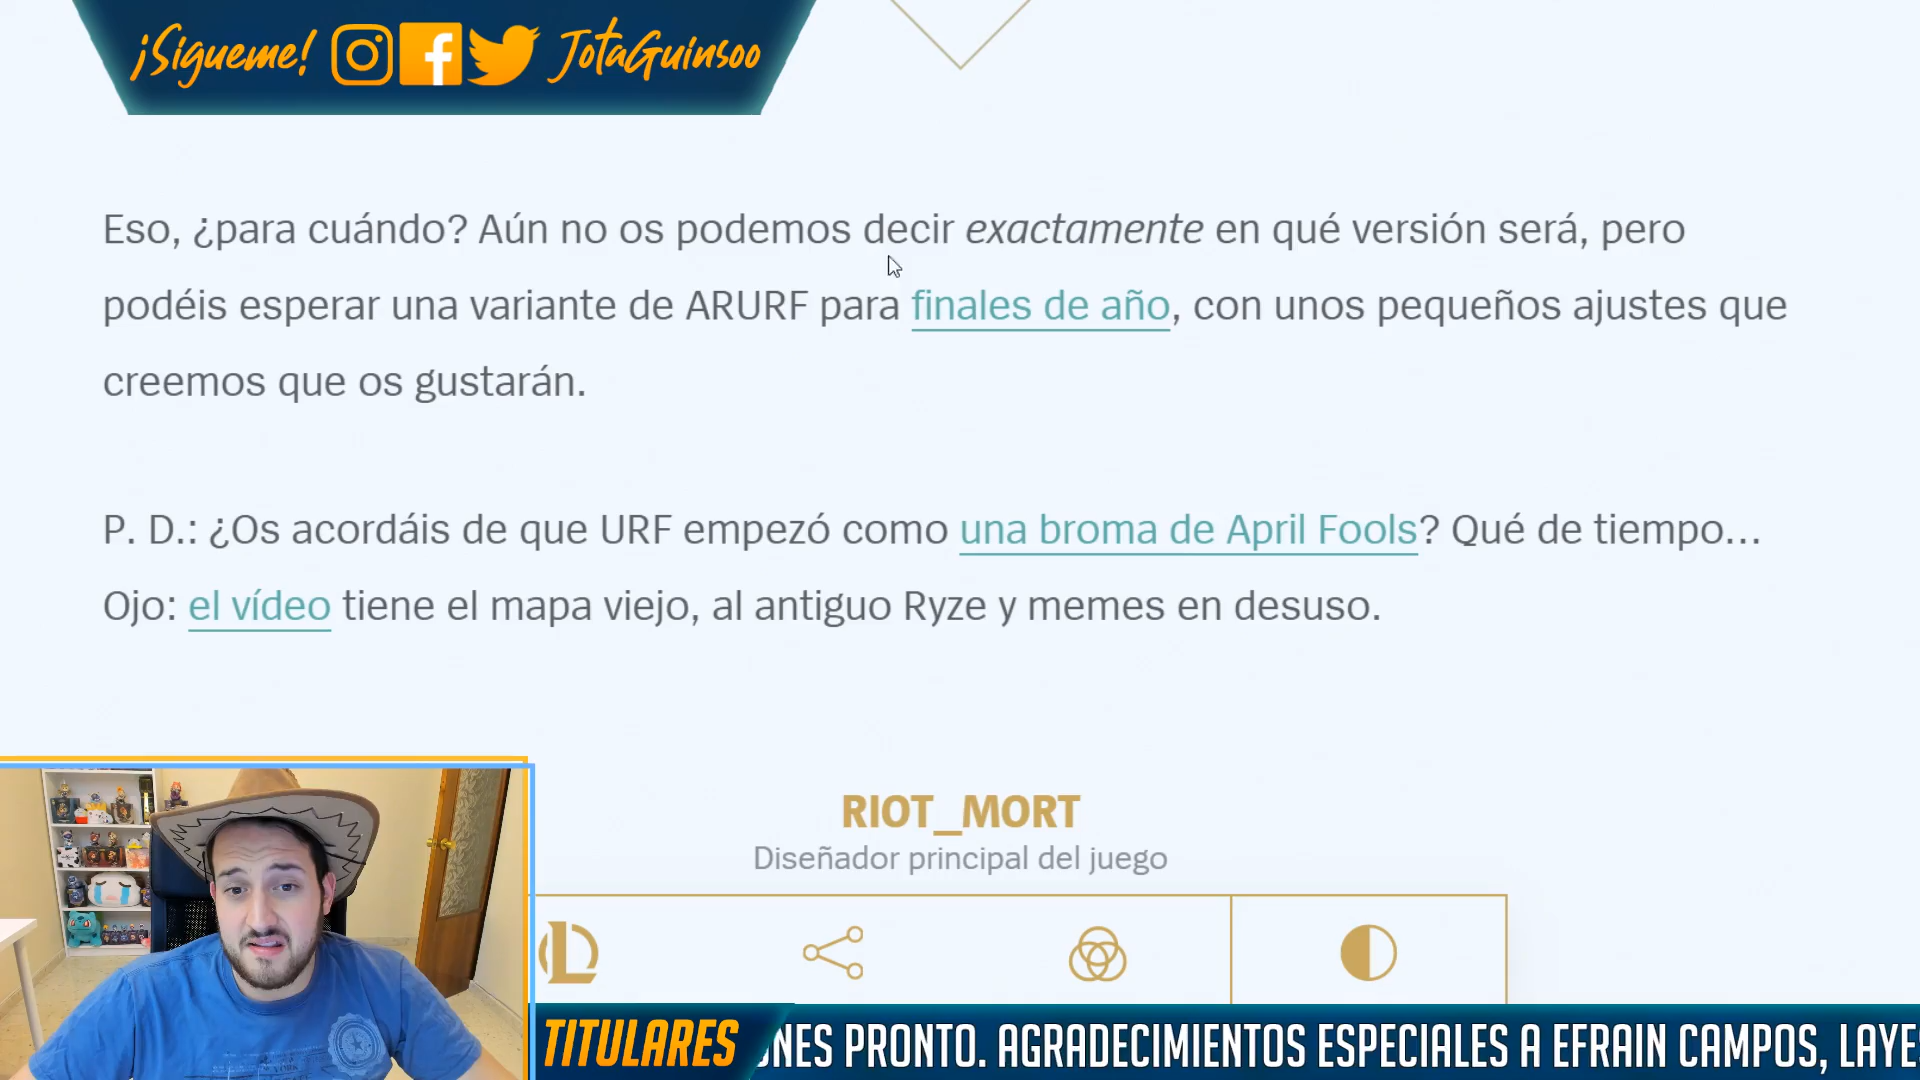 ¡Sigueme! JotaGuinsoo
Eso, ¿para cuándo? Aún no os podemos decir exactamente en qué versión será, pero
podéis esperar una variante de ARURF para finales de año, con unos pequeños ajustes que
creemos que os gustarán.
P. D.: ¿Os acordáis de que URF empezó como una broma de April Fools? Qué de tiempo...
Ojo: el vídeo tiene el mapa viejo, al antiguo Ryze y memes en desuso.
RIOT_MORT
Diseñador principal del juego
TITULARES NES PRONTO. AGRADECIMIENTOS ESPECIALES A EFRAIN CAMPOS, LAYE